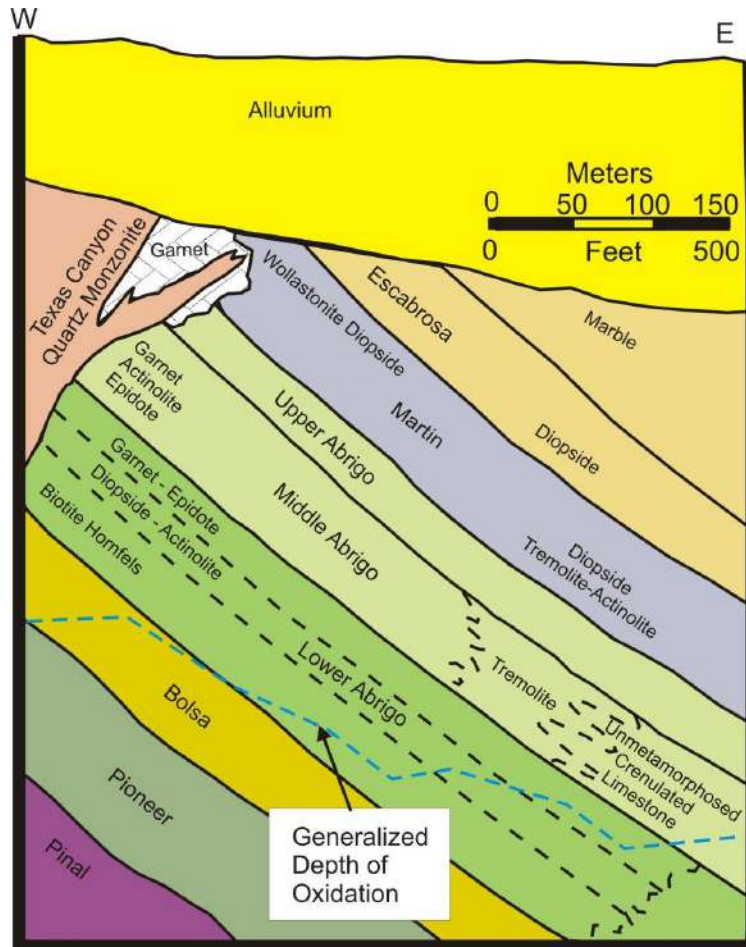 W
E
Alluvium
Meters
0 50 100 150
0 500
Feet
Texas Canyon
Quartz Monzonite
Garnet
Wollastonite Diopside
Escabrosa
Marble
Garnet
Actinolite
Epidote
Upper Abrigo
Martin
Diopside
Garnet - Epidote
Diopside - Actinolite
Biotite Hornfels
Middle Abrigo
Diopside
Tremolite-Actinolite
Lower Abrigo
Tremolite
Unmetamorphosed
Crenulated
Limestone
Bolsa
Pioneer
Pinal
Generalized
Depth of
Oxidation